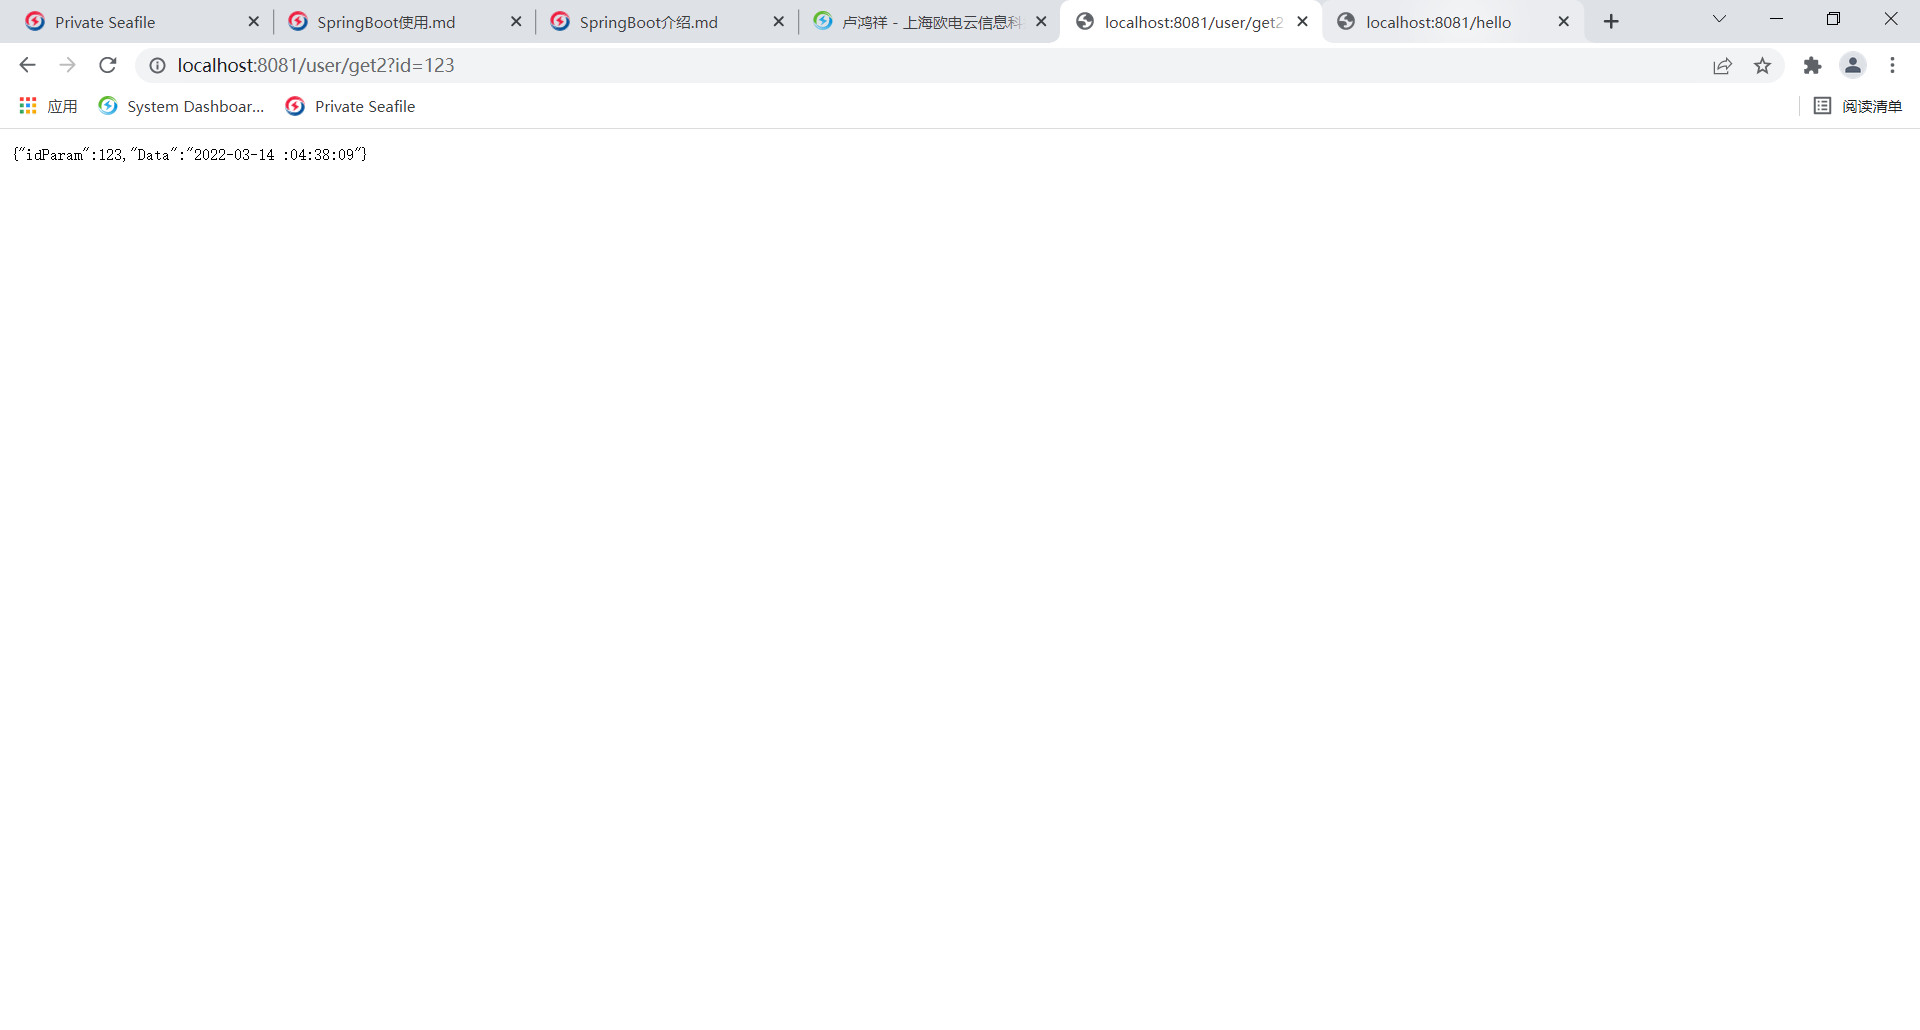 Private Seafile
SpringBoot使用.md
SpringBoot介绍.md
卢鸿祥 - 上海欧电云信息科
localhost:8081/user/get2
localhost:8081/hello
localhost:8081/user/get2?id=123
应用
System Dashboar...
Private Seafile
阅读清单
{"idParam":123,"Data":"2022-03-14 :04:38:09"}